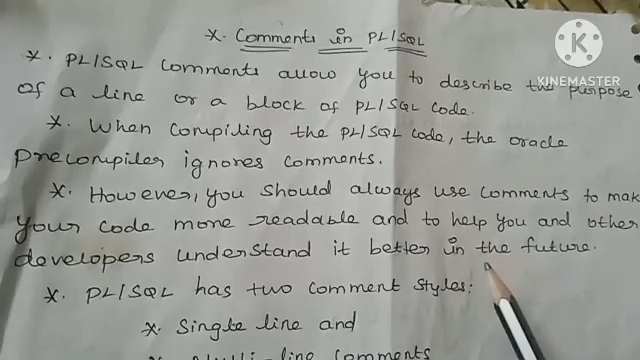 *. Comments in PL/SQL
*. PL/SQL comments allow you to describe the purpose
of a line or a block of PL/SQL code.
*. When compiling the PL/SQL code, the oracle
precompiler ignores comments.
*. However, you should always use comments to mak
your code more readable and to help you and other
developers understand it better in the future.
*. PL/SQL has two comment styles:
*. Single line and
*. Multi-line comments
K
KINEMASTER